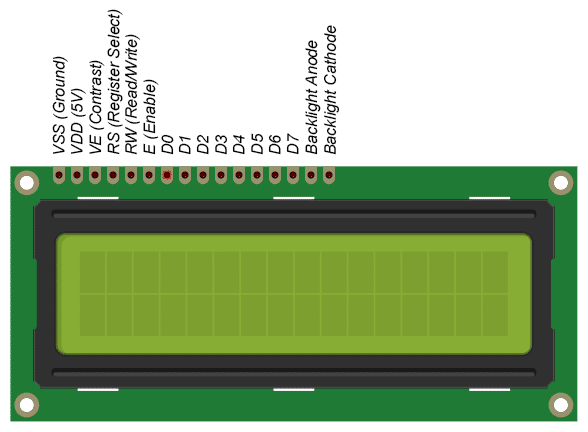 VSS (Ground)
VDD (5V)
VE (Contrast)
RS (Register Select)
RW (Read/Write)
E (Enable)
D0
D1
D2
D3
D4
D5
D6
D7
Backlight Anode
Backlight Cathode